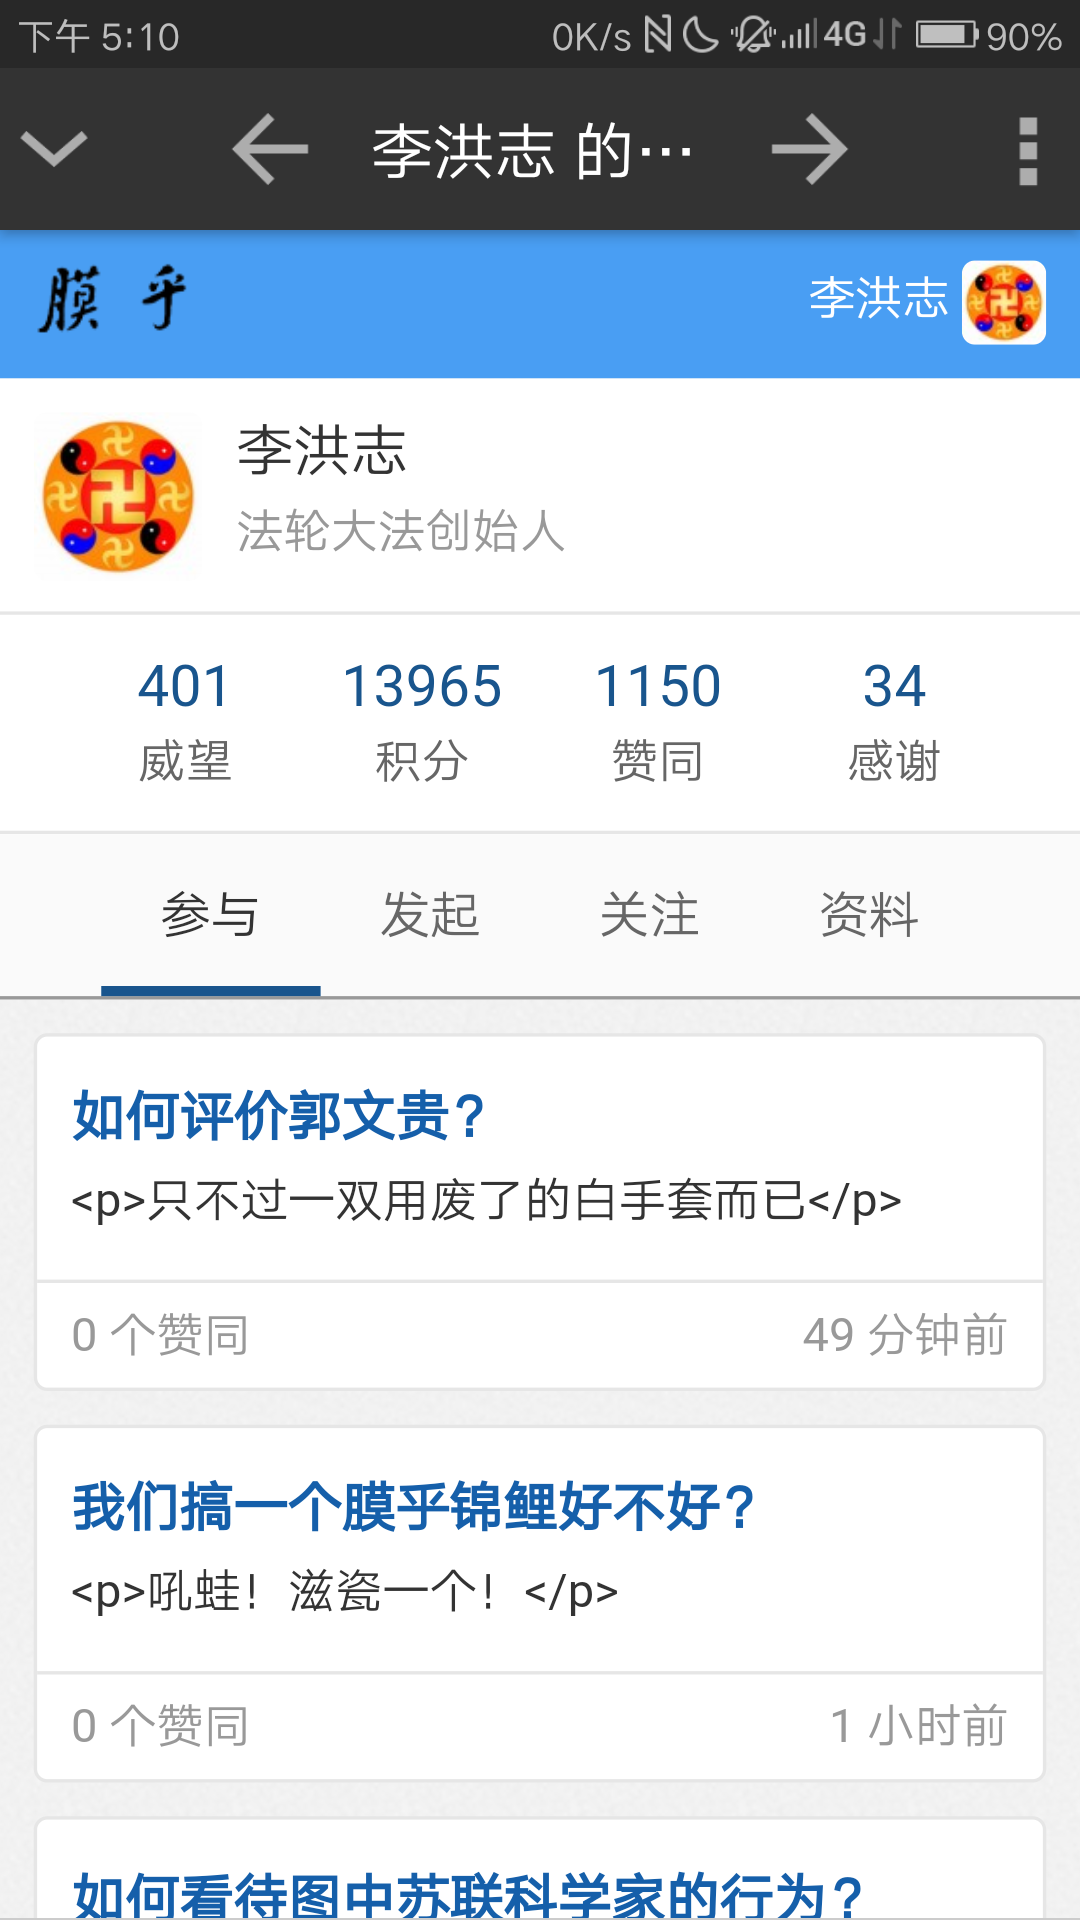 下午 5:10 0K/s 4G 90%
李洪志 的…
膜 乎 李洪志
李洪志
法轮大法创始人
401 13965 1150 34
威望 积分 赞同 感谢
参与 发起 关注 资料
如何评价郭文贵？
<p>只不过一双用废了的白手套而已</p>
0 个赞同 49 分钟前
我们搞一个膜乎锦鲤好不好？
<p>吼蛙！滋瓷一个！</p>
0 个赞同 1 小时前
如何看待图中苏联科学家的行为？